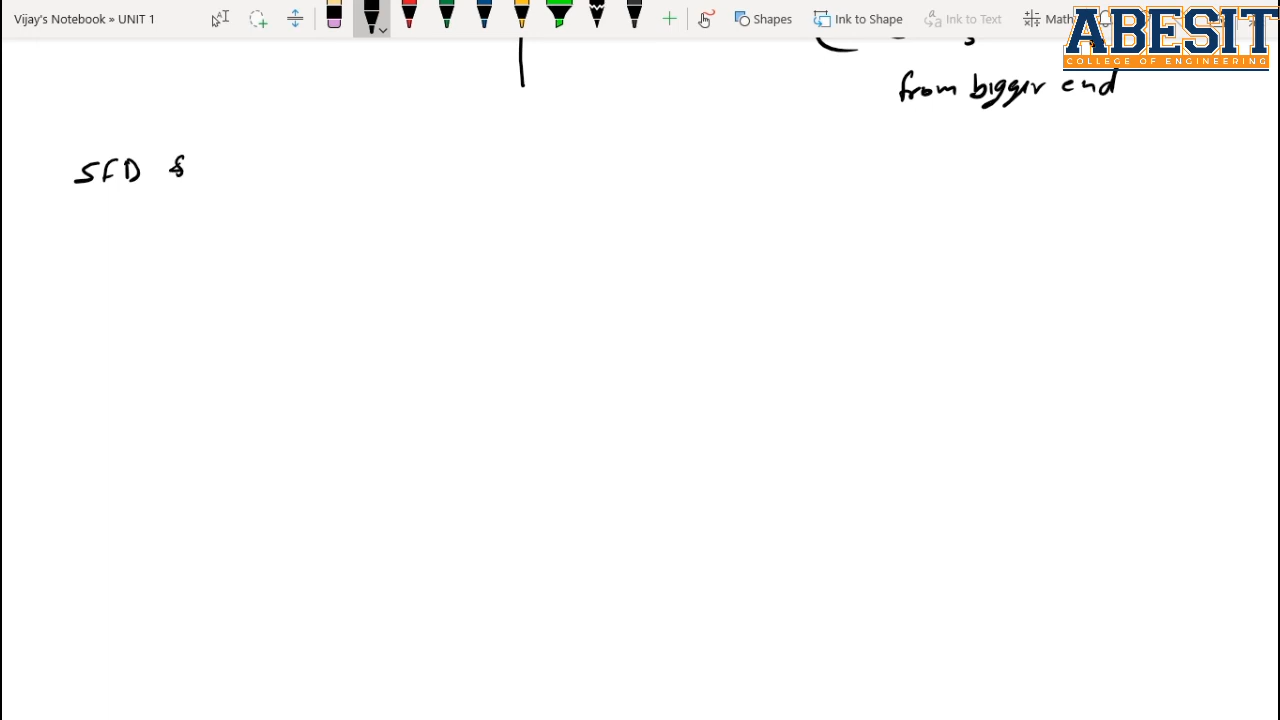 Vijay's Notebook » UNIT 1
Shapes
Ink to Shape
Ink to Text
Math
ABESIT
COLLEGE OF ENGINEERING
from bigger end
SFD &